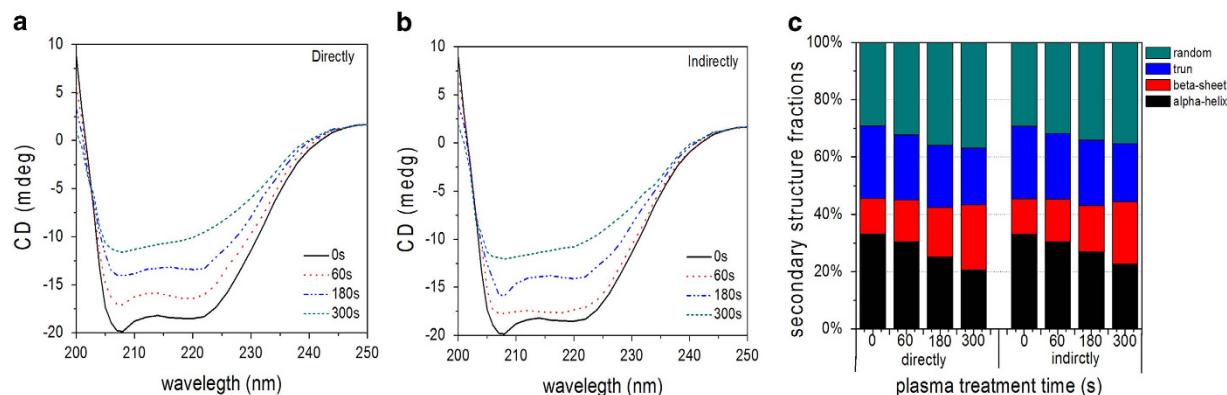 a
Directly
10
5
0
-5
-10
-15
-20
CD (mdeg)
0s
60s
180s
300s
200 210 220 230 240 250
wavelegth (nm)
b
Indirectly
10
5
0
-5
-10
-15
-20
CD (medg)
0s
60s
180s
300s
200 210 220 230 240 250
wavelegth (nm)
c
100%
80%
60%
40%
20%
0%
secondary structure fractions
random
trun
beta-sheet
alpha-helix
0 60 180 300 0 60 180 300
directly indirctly
plasma treatment time (s)